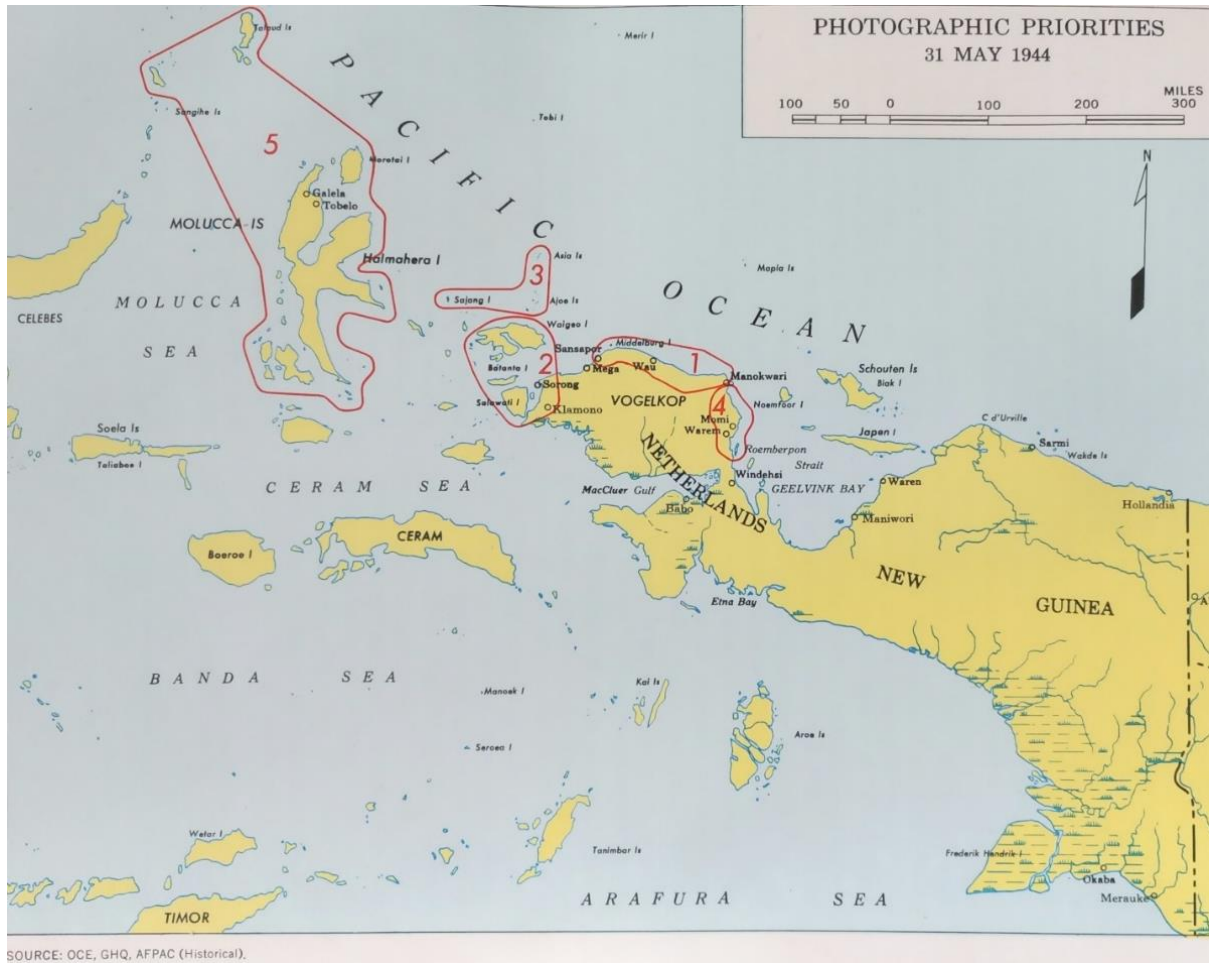 PHOTOGRAPHIC PRIORITIES
31 MAY 1944
MILES
100 50 0 100 200 300
N
Talaud Is
Sangihe Is
Merir I
Tobi I
PACIFIC
OCEAN
5
Morotai I
Galela
Tobelo
MOLUCCA IS
Halmahera I
MOLUCCA
SEA
CELEBES
3
Asia Is
Sajang I
Ajoe Is
Mapia Is
Waigeo I
2
Batanta I
Salawati I
Sansapor
Mega
Sorong
Klamono
Middelburg I
1
Wau
Manokwari
VOGELKOP
4
Momi
Warem
Noemfoor I
Schouten Is
Biak I
Japen I
Roemberpon
Strait
Windehsi
GEELVINK BAY
C d'Urville
Sarmi
Wakde Is
Waren
Maniwori
Hollandia
Soela Is
Taliaboe I
CERAM SEA
MacCluer Gulf
Babo
NETHERLANDS
NEW
GUINEA
Boeroe I
CERAM
Etna Bay
A
BANDA SEA
Manoek I
Kai Is
Seroea I
Aroe Is
Wetar I
Tanimbar Is
Frederik Hendrik I
Okaba
Merauke
TIMOR
ARAFURA SEA
SOURCE: OCE, GHQ, AFPAC (Historical).